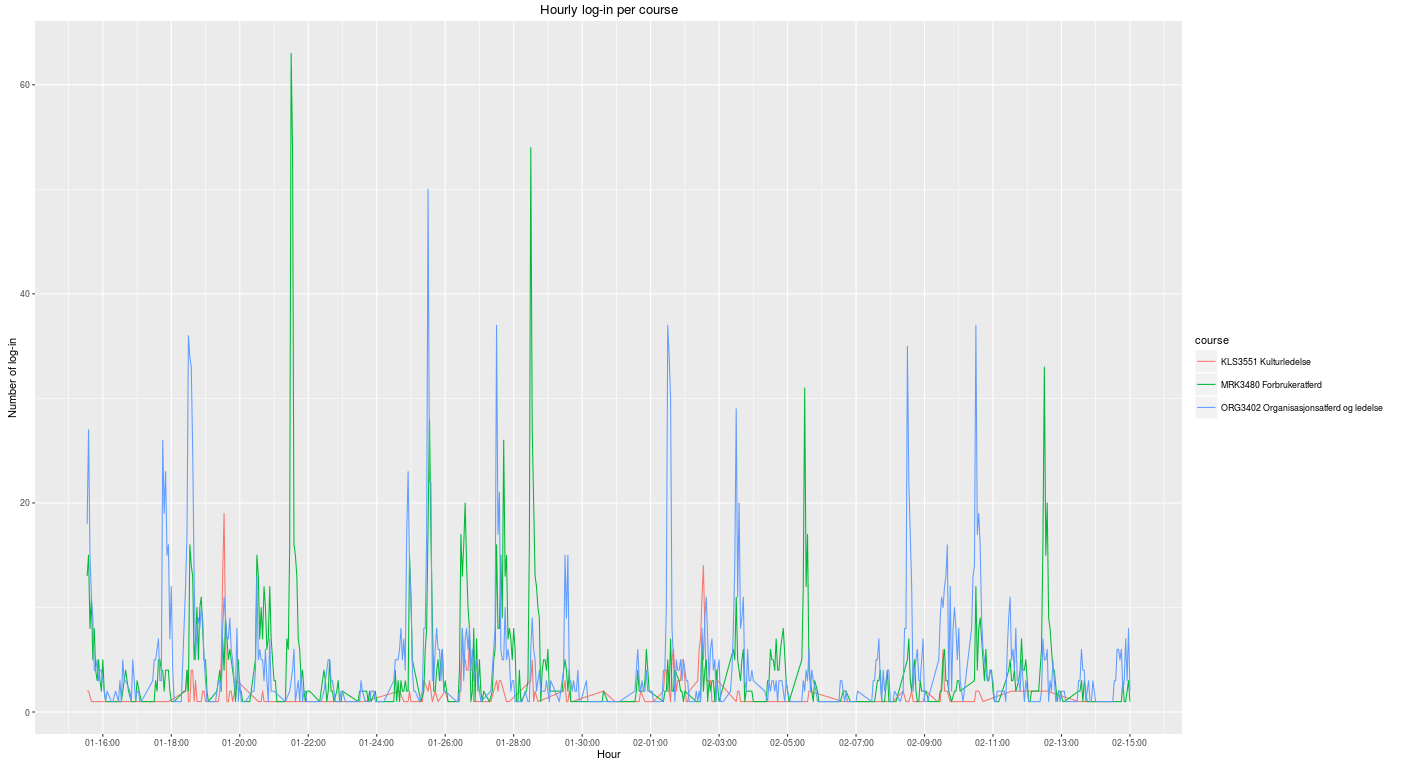 Hourly log-in per course
Number of log-in
60
40
20
0
01-16:00 01-18:00 01-20:00 01-22:00 01-24:00 01-26:00 01-28:00 01-30:00 02-01:00 02-03:00 02-05:00 02-07:00 02-09:00 02-11:00 02-13:00 02-15:00
Hour
course
KLS3551 Kulturledelse
MRK3480 Forbrukeratferd
ORG3402 Organisasjonsatferd og ledelse